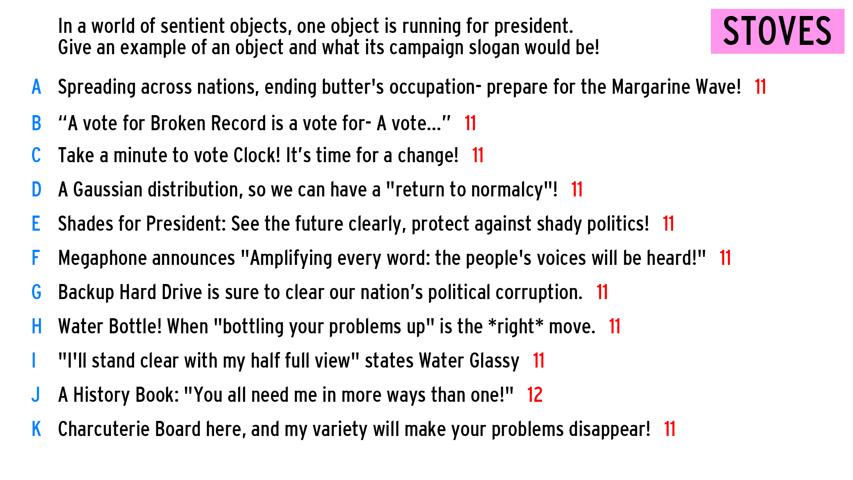 In a world of sentient objects, one object is running for president.
Give an example of an object and what its campaign slogan would be!
STOVES
A Spreading across nations, ending butter's occupation- prepare for the Margarine Wave! 11
B “A vote for Broken Record is a vote for- A vote...” 11
C Take a minute to vote Clock! It’s time for a change! 11
D A Gaussian distribution, so we can have a "return to normalcy"! 11
E Shades for President: See the future clearly, protect against shady politics! 11
F Megaphone announces "Amplifying every word: the people's voices will be heard!" 11
G Backup Hard Drive is sure to clear our nation’s political corruption. 11
H Water Bottle! When "bottling your problems up" is the *right* move. 11
I "I'll stand clear with my half full view" states Water Glassy 11
J A History Book: "You all need me in more ways than one!" 12
K Charcuterie Board here, and my variety will make your problems disappear! 11